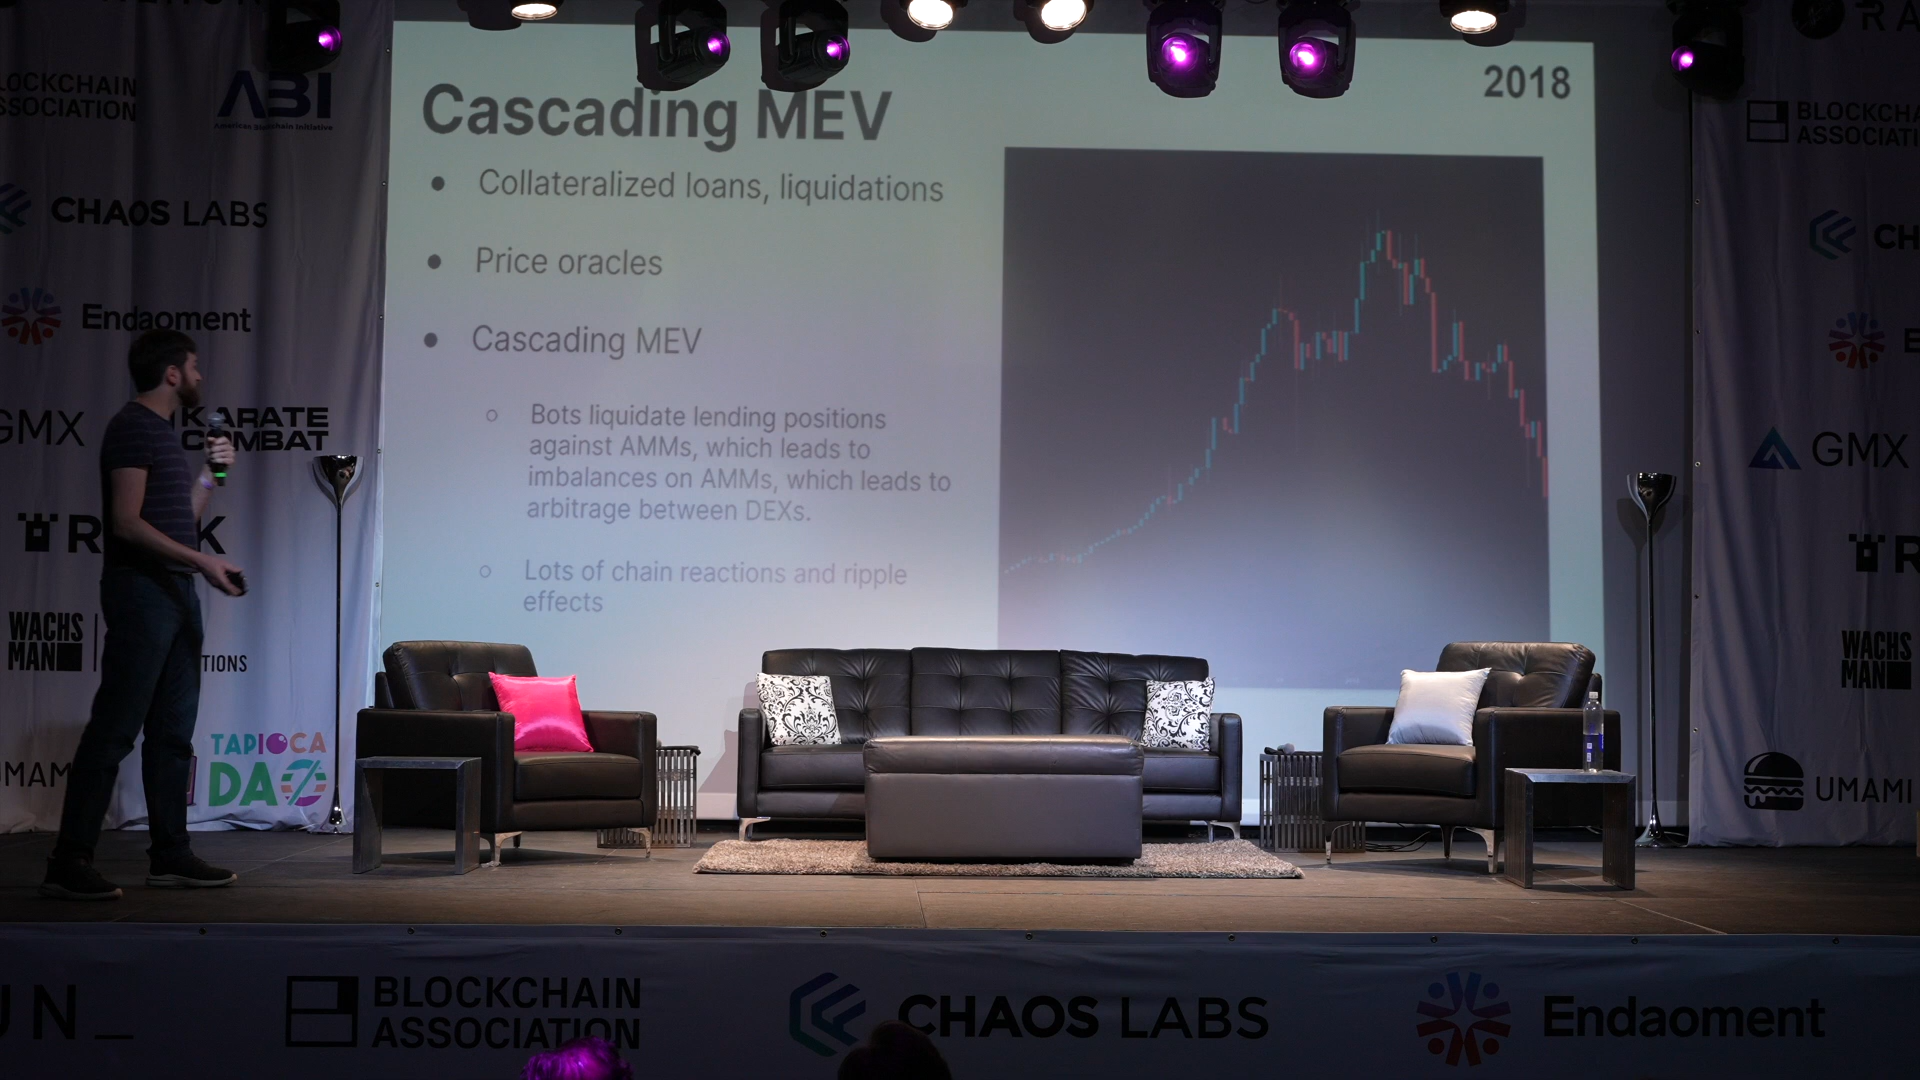 Cascading MEV
2018
• Collateralized loans, liquidations
• Price oracles
• Cascading MEV
○ Bots liquidate lending positions
against AMMs, which leads to
imbalances on AMMs, which leads to
arbitrage between DEXs.
○ Lots of chain reactions and ripple
effects
ABI
American Blockchain Initiative
CHAOS LABS
Endaoment
GMX
KARATE
COMBAT
WACHS
MAN
TAPIOCA
DAO
BLOCKCHAIN
ASSOCIATION
GMX
WACHS
MAN
UMAMI
BLOCKCHAIN
ASSOCIATION
CHAOS LABS
Endaoment